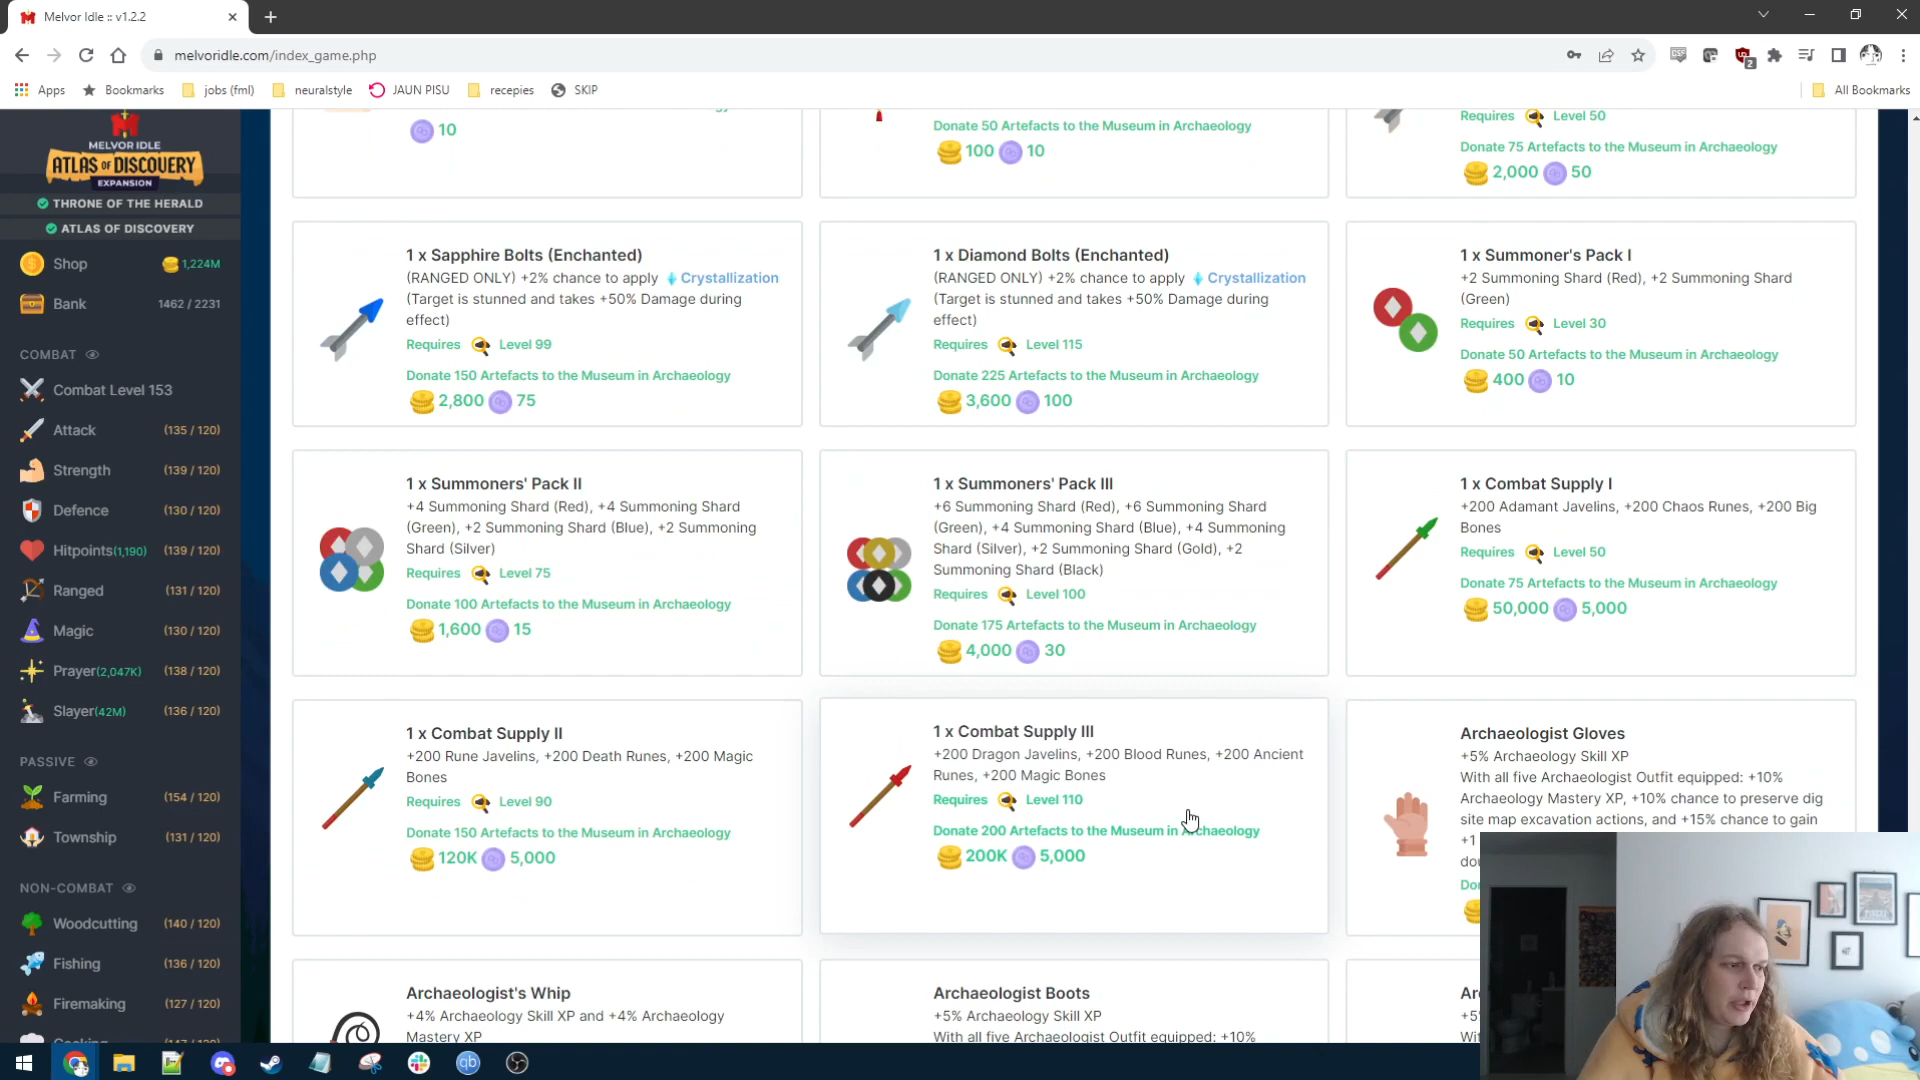 Melvor Idle :: v1.2.2
melvoridle.com/index_game.php
2
Apps
Bookmarks
jobs (fml)
neuralstyle
JAUN PISU
recepies
SKIP
All Bookmarks
MELVOR IDLE
ATLAS OF DISCOVERY
EXPANSION
THRONE OF THE HERALD
ATLAS OF DISCOVERY
Shop 1,224M
Bank 1462 / 2231
COMBAT
Combat Level 153
Attack (135 / 120)
Strength (139 / 120)
Defence (130 / 120)
Hitpoints(1,190) (139 / 120)
Ranged (131 / 120)
Magic (130 / 120)
Prayer(2,047K) (138 / 120)
Slayer(42M) (136 / 120)
PASSIVE
Farming (154 / 120)
Township (131 / 120)
NON-COMBAT
Woodcutting (140 / 120)
Fishing (136 / 120)
Firemaking (127 / 120)
10
Donate 50 Artefacts to the Museum in Archaeology
100 10
Requires Level 50
Donate 75 Artefacts to the Museum in Archaeology
2,000 50
1 x Sapphire Bolts (Enchanted)
(RANGED ONLY) +2% chance to apply Crystallization
(Target is stunned and takes +50% Damage during
effect)
Requires Level 99
Donate 150 Artefacts to the Museum in Archaeology
2,800 75
1 x Diamond Bolts (Enchanted)
(RANGED ONLY) +2% chance to apply Crystallization
(Target is stunned and takes +50% Damage during
effect)
Requires Level 115
Donate 225 Artefacts to the Museum in Archaeology
3,600 100
1 x Summoner's Pack I
+2 Summoning Shard (Red), +2 Summoning Shard
(Green)
Requires Level 30
Donate 50 Artefacts to the Museum in Archaeology
400 10
1 x Summoners' Pack II
+4 Summoning Shard (Red), +4 Summoning Shard
(Green), +2 Summoning Shard (Blue), +2 Summoning
Shard (Silver)
Requires Level 75
Donate 100 Artefacts to the Museum in Archaeology
1,600 15
1 x Summoners' Pack III
+6 Summoning Shard (Red), +6 Summoning Shard
(Green), +4 Summoning Shard (Blue), +4 Summoning
Shard (Silver), +2 Summoning Shard (Gold), +2
Summoning Shard (Black)
Requires Level 100
Donate 175 Artefacts to the Museum in Archaeology
4,000 30
1 x Combat Supply I
+200 Adamant Javelins, +200 Chaos Runes, +200 Big
Bones
Requires Level 50
Donate 75 Artefacts to the Museum in Archaeology
50,000 5,000
1 x Combat Supply II
+200 Rune Javelins, +200 Death Runes, +200 Magic
Bones
Requires Level 90
Donate 150 Artefacts to the Museum in Archaeology
120K 5,000
1 x Combat Supply III
+200 Dragon Javelins, +200 Blood Runes, +200 Ancient
Runes, +200 Magic Bones
Requires Level 110
Donate 200 Artefacts to the Museum in Archaeology
200K 5,000
Archaeologist Gloves
+5% Archaeology Skill XP
With all five Archaeologist Outfit equipped: +10%
Archaeology Mastery XP, +10% chance to preserve dig
site map excavation actions, and +15% chance to gain
+1
Archaeologist's Whip
+4% Archaeology Skill XP and +4% Archaeology
Mastery XP
Archaeologist Boots
+5% Archaeology Skill XP
With all five Archaeologist Outfit equipped: +10%